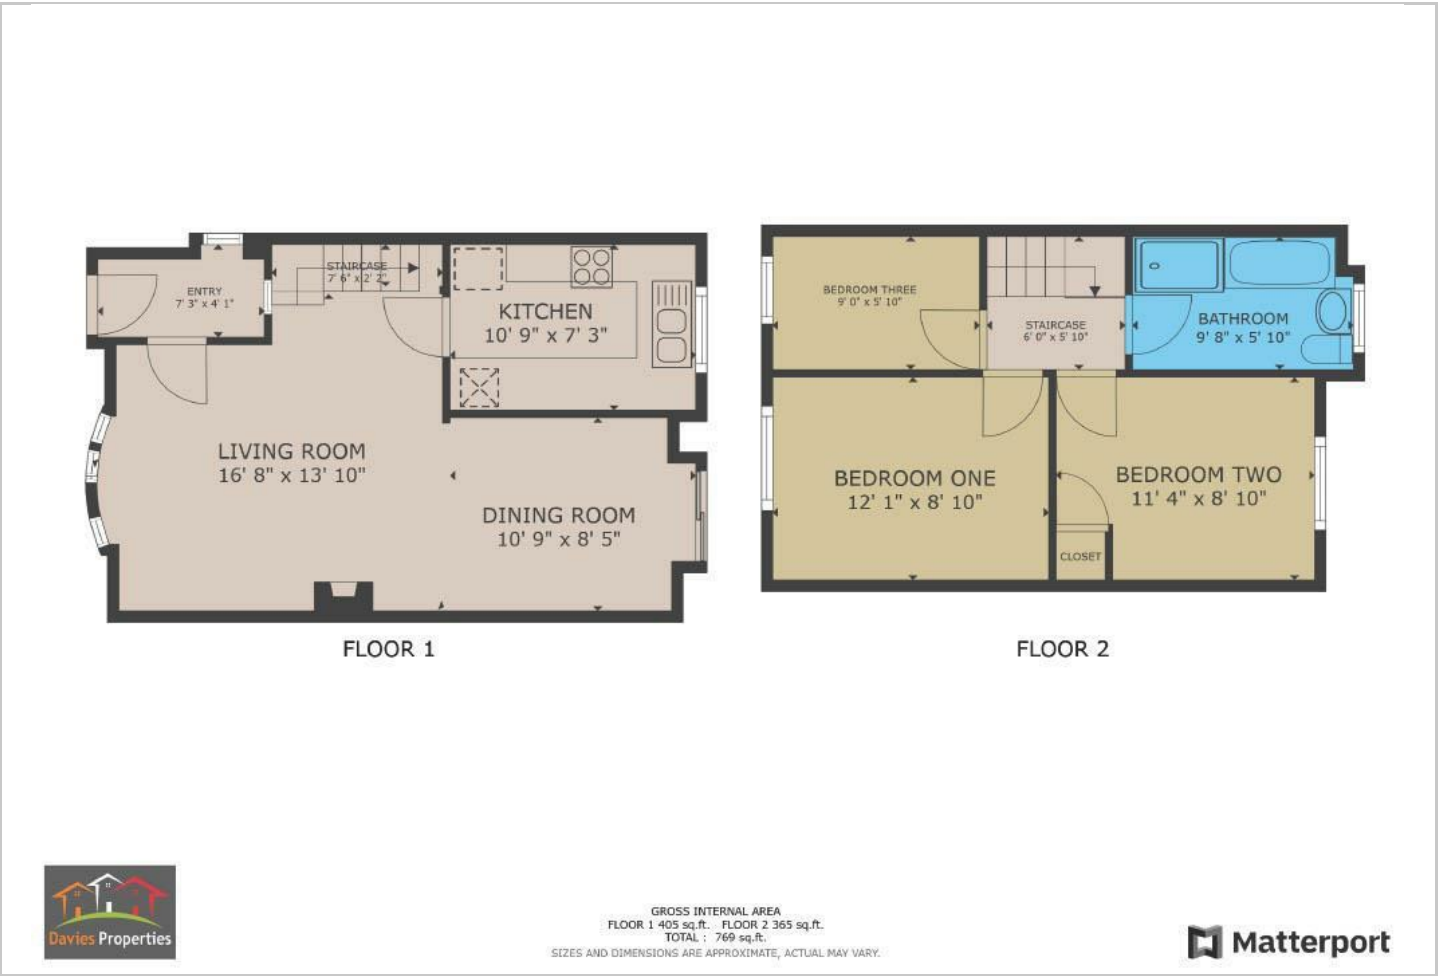 ENTRY
7' 3" x 4' 1"
STAIRCASE
7' 6" x 2' 2"
KITCHEN
10' 9" x 7' 3"
LIVING ROOM
16' 8" x 13' 10"
DINING ROOM
10' 9" x 8' 5"
FLOOR 1
BEDROOM THREE
9' 0" x 5' 10"
STAIRCASE
6' 0" x 5' 10"
BATHROOM
9' 8" x 5' 10"
BEDROOM ONE
12' 1" x 8' 10"
BEDROOM TWO
11' 4" x 8' 10"
CLOSET
FLOOR 2
Davies Properties
GROSS INTERNAL AREA
FLOOR 1 405 sq.ft. FLOOR 2 365 sq.ft.
TOTAL : 769 sq.ft.
SIZES AND DIMENSIONS ARE APPROXIMATE, ACTUAL MAY VARY.
Matterport